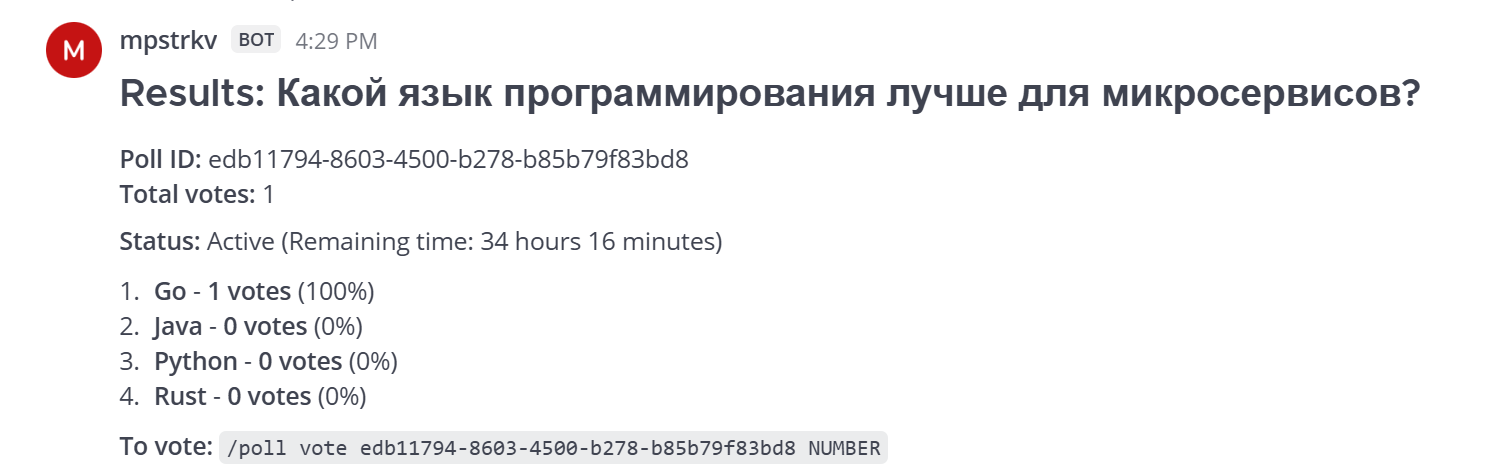 M
mpstrkv BOT 4:29 PM
Results: Какой язык программирования лучше для микросервисов?
Poll ID: edb11794-8603-4500-b278-b85b79f83bd8
Total votes: 1
Status: Active (Remaining time: 34 hours 16 minutes)
1. Go - 1 votes (100%)
2. Java - 0 votes (0%)
3. Python - 0 votes (0%)
4. Rust - 0 votes (0%)
To vote: /poll vote edb11794-8603-4500-b278-b85b79f83bd8 NUMBER